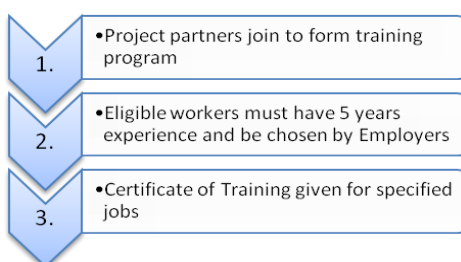 1.
•Project partners join to form training
program
2.
•Eligible workers must have 5 years
experience and be chosen by Employers
3.
•Certificate of Training given for specified
jobs